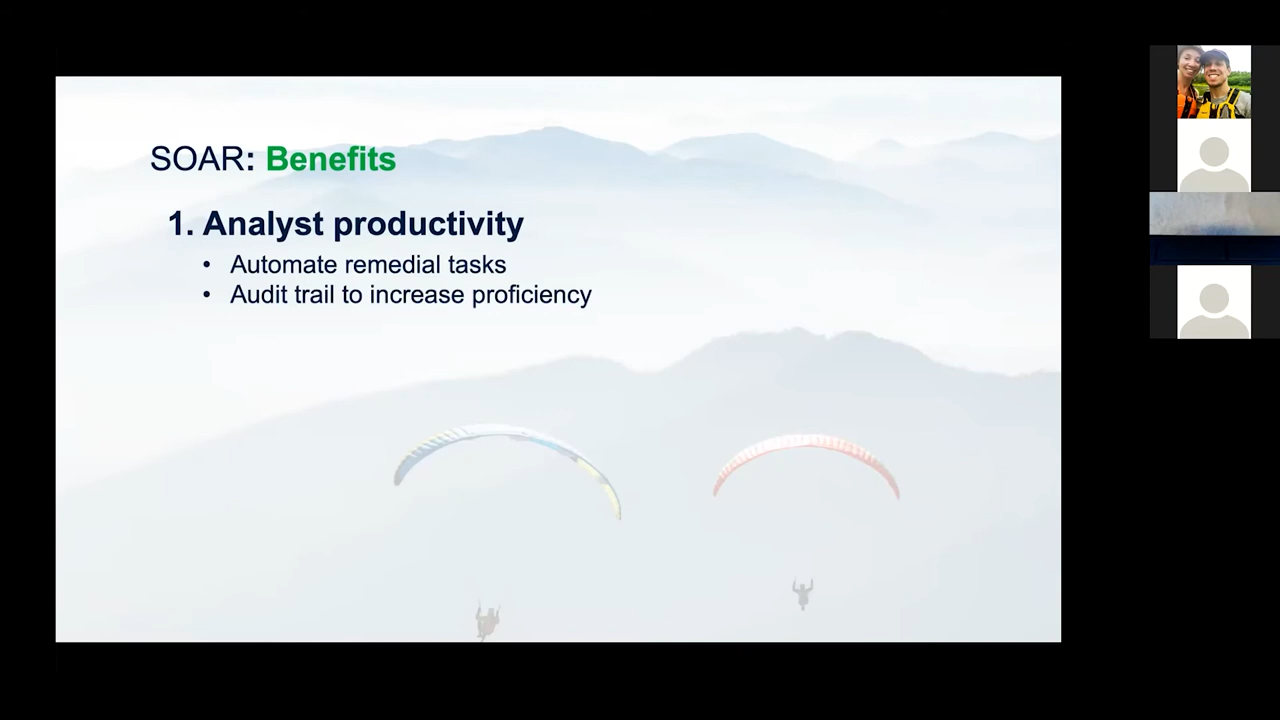 SOAR: Benefits
1. Analyst productivity
• Automate remedial tasks
• Audit trail to increase proficiency